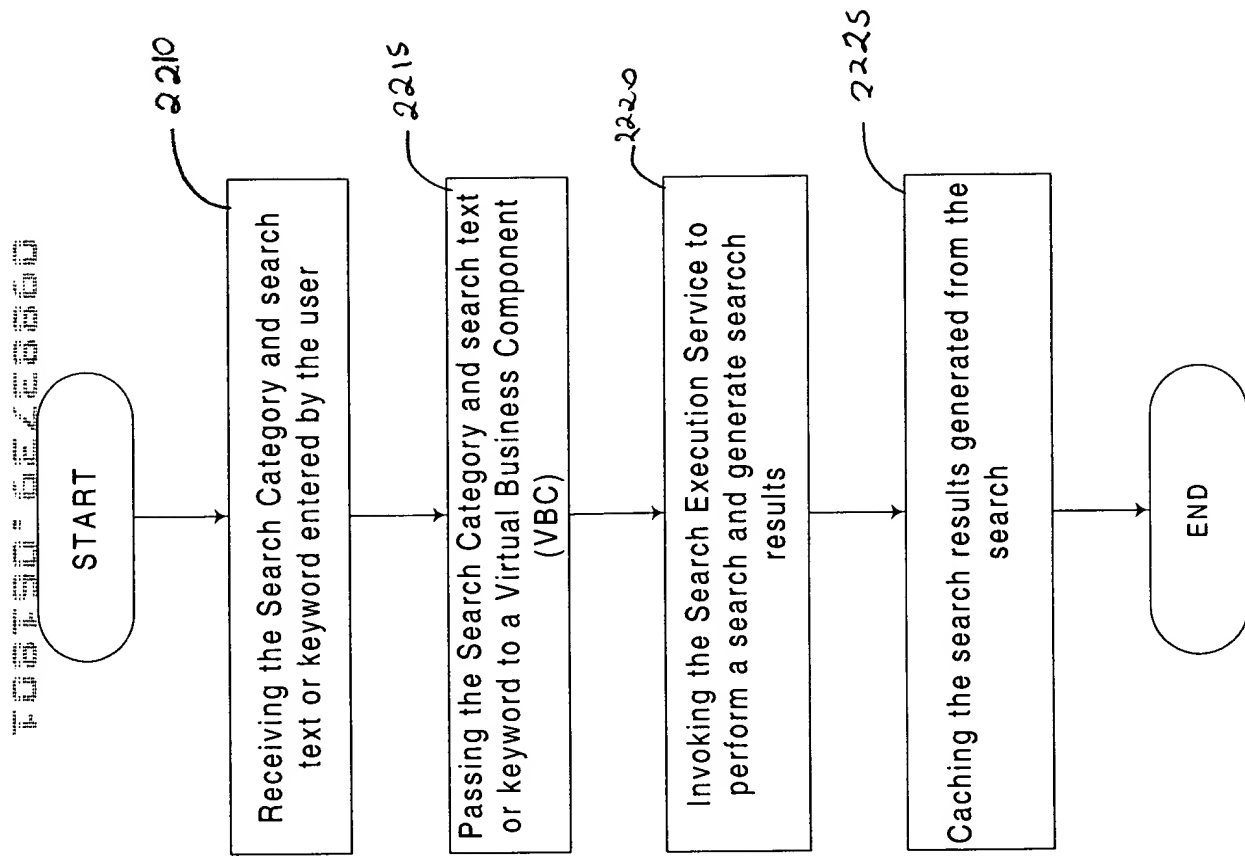 START
2210
Receiving the Search Category and search
text or keyword entered by the user
2215
Passing the Search Category and search text
or keyword to a Virtual Business Component
(VBC)
2220
Invoking the Search Execution Service to
perform a search and generate searcch
results
2225
Caching the search results generated from the
search
END